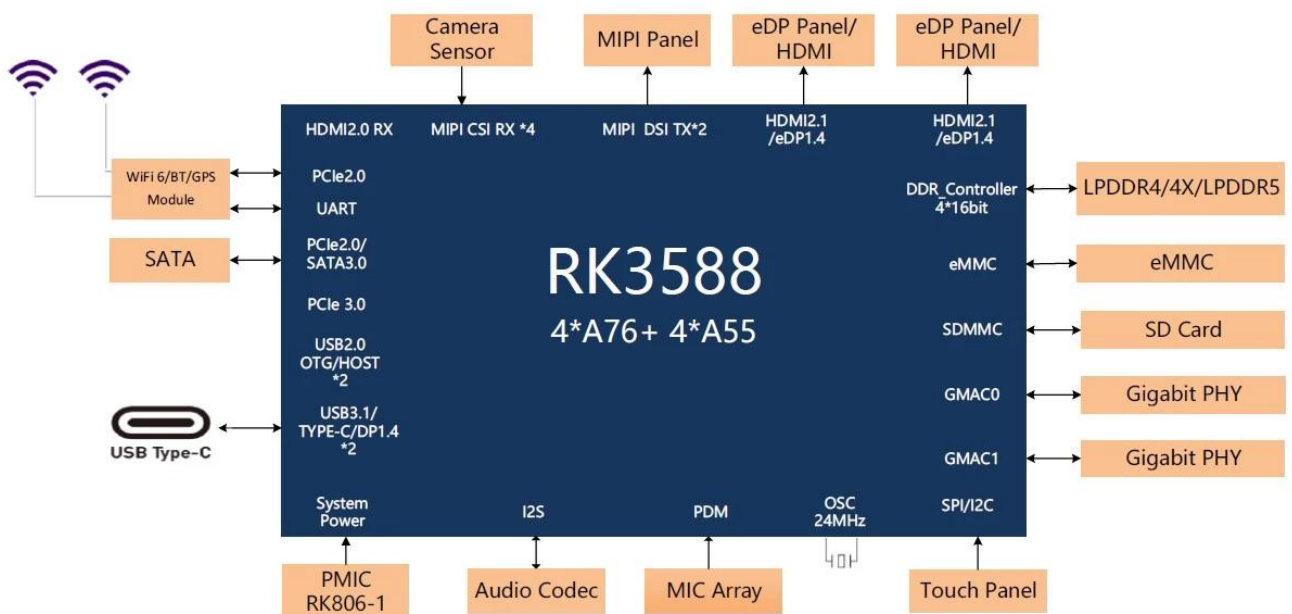 Camera
Sensor
MIPI Panel
eDP Panel/
HDMI
eDP Panel/
HDMI
HDMI2.0 RX
MIPI CSI RX *4
MIPI DSI TX*2
HDMI2.1
/eDP1.4
HDMI2.1
/eDP1.4
WiFi 6/BT/GPS
Module
PCIe2.0
UART
DDR_Controller
4*16bit
LPDDR4/4X/LPDDR5
SATA
PCIe2.0/
SATA3.0
RK3588
4*A76+ 4*A55
eMMC
eMMC
PCIe 3.0
SDMMC
SD Card
USB2.0
OTG/HOST
*2
GMAC0
Gigabit PHY
USB Type-C
USB3.1/
TYPE-C/DP1.4
*2
GMAC1
Gigabit PHY
System
Power
I2S
PDM
OSC
24MHz
SPI/I2C
PMIC
RK806-1
Audio Codec
MIC Array
Touch Panel